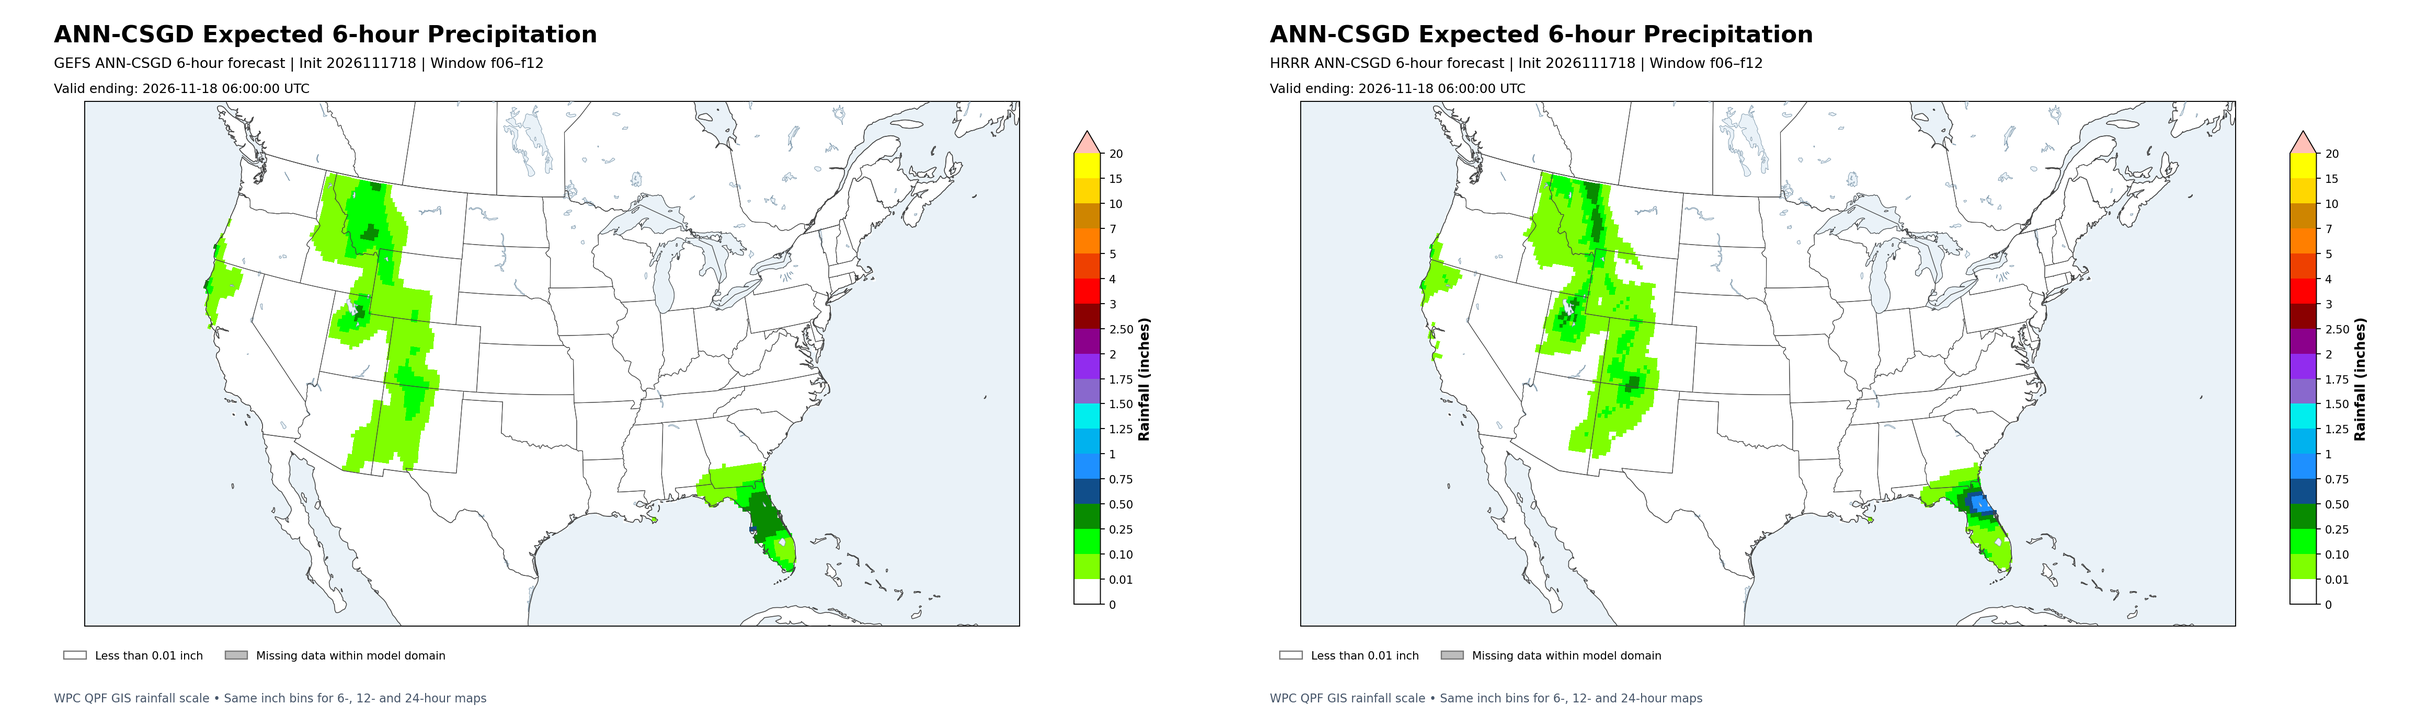 ANN-CSGD Expected 6-hour Precipitation
GEFS ANN-CSGD 6-hour forecast | Init 2026111718 | Window f06–f12
Valid ending: 2026-11-18 06:00:00 UTC
20
15
10
7
5
4
3
2.50
2
1.75
1.50
1.25
1
0.75
0.50
0.25
0.10
0.01
0
Rainfall (inches)
Less than 0.01 inch
Missing data within model domain
WPC QPF GIS rainfall scale • Same inch bins for 6-, 12- and 24-hour maps
ANN-CSGD Expected 6-hour Precipitation
HRRR ANN-CSGD 6-hour forecast | Init 2026111718 | Window f06–f12
Valid ending: 2026-11-18 06:00:00 UTC
20
15
10
7
5
4
3
2.50
2
1.75
1.50
1.25
1
0.75
0.50
0.25
0.10
0.01
0
Rainfall (inches)
Less than 0.01 inch
Missing data within model domain
WPC QPF GIS rainfall scale • Same inch bins for 6-, 12- and 24-hour maps